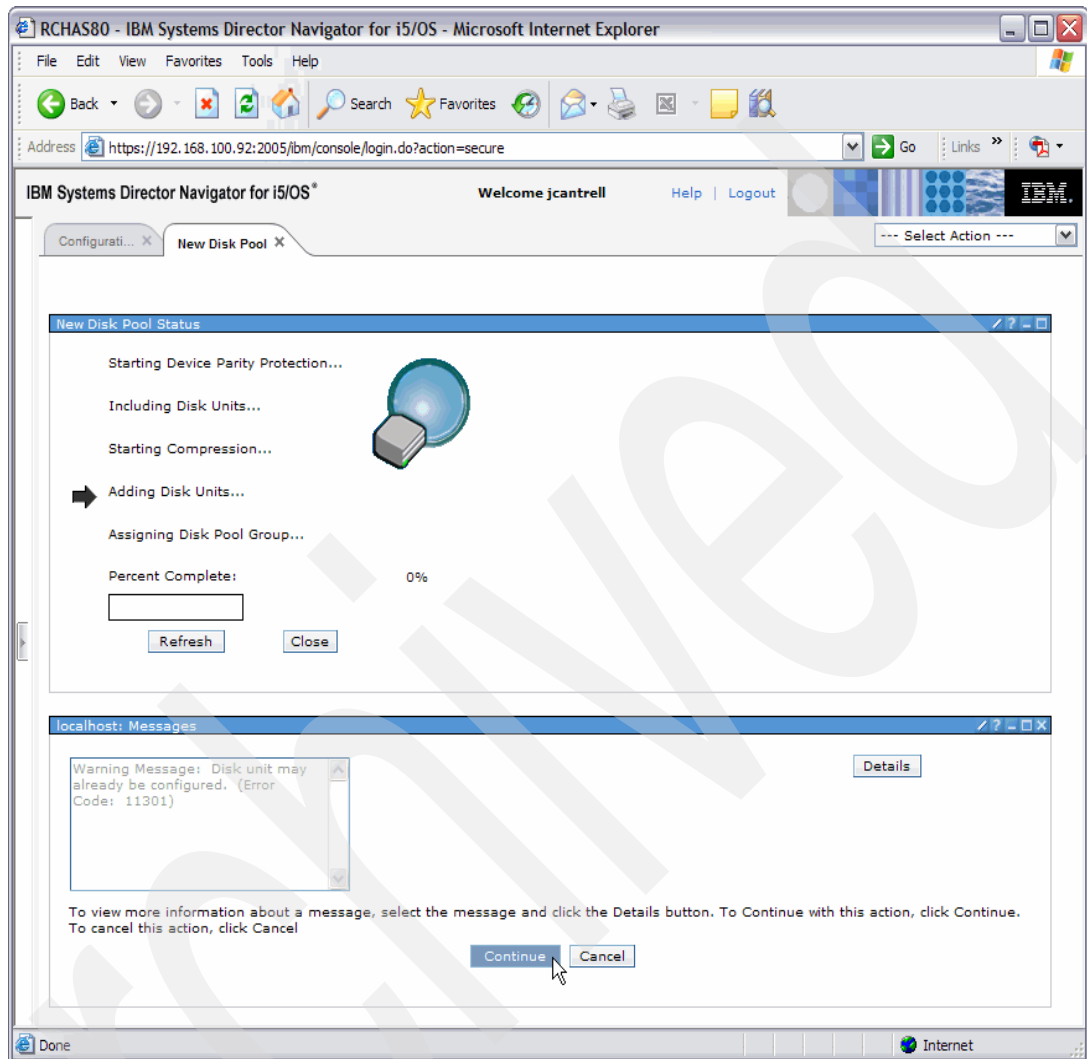 RCHAS80 - IBM Systems Director Navigator for i5/OS - Microsoft Internet Explorer
File Edit View Favorites Tools Help
Back Search Favorites
Address https://192.168.100.92:2005/ibm/console/login.do?action=secure Go Links »
IBM Systems Director Navigator for i5/OS® Welcome jcantrell Help | Logout IBM.
Configurati... X New Disk Pool X --- Select Action ---
New Disk Pool Status
Starting Device Parity Protection...
Including Disk Units...
Starting Compression...
Adding Disk Units...
Assigning Disk Pool Group...
Percent Complete: 0%
Refresh Close
localhost: Messages
Warning Message: Disk unit may
already be configured. (Error
Code: 11301)
Details
To view more information about a message, select the message and click the Details button. To Continue with this action, click Continue.
To cancel this action, click Cancel
Continue Cancel
Done Internet
rchived